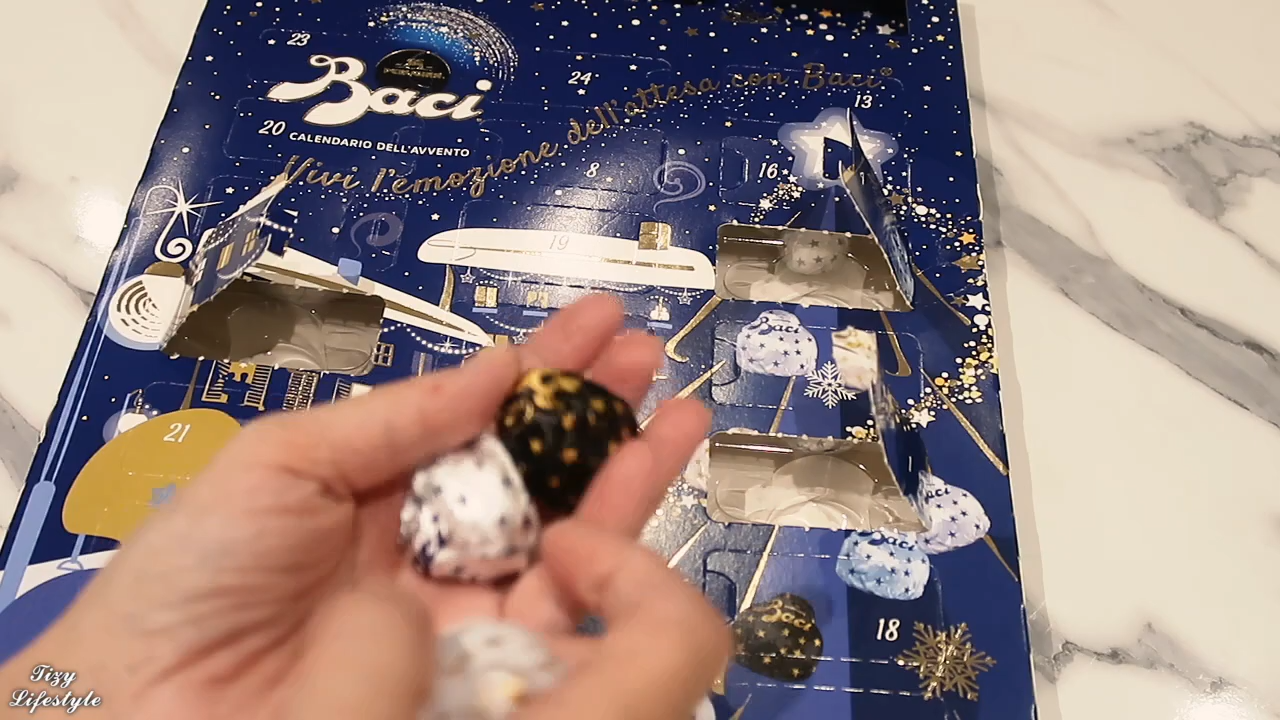 23
Baci
24
Vivi l'emozione dell'attesa con Baci®
13
20
CALENDARIO DELL'AVVENTO
8
16
19
Baci
21
Baci
Baci
18
Baci
Tizy
Lifestyle